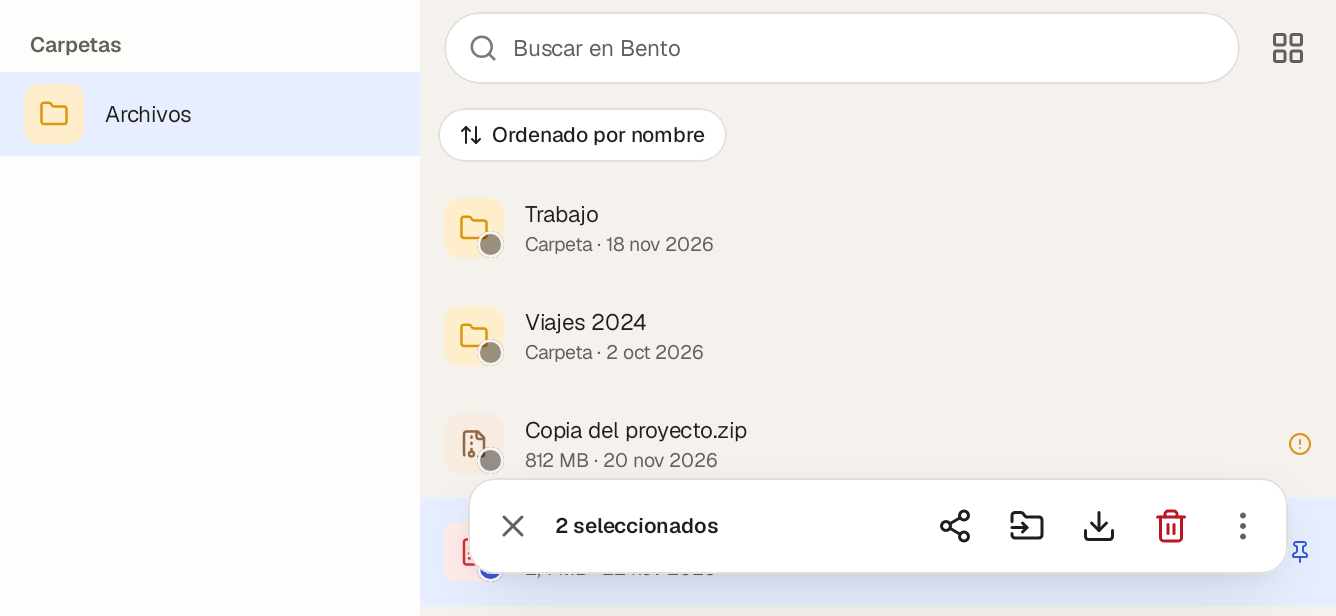 Carpetas
Archivos
Buscar en Bento
Ordenado por nombre
Trabajo
Carpeta · 18 nov 2026
Viajes 2024
Carpeta · 2 oct 2026
Copia del proyecto.zip
812 MB · 20 nov 2026
2 seleccionados